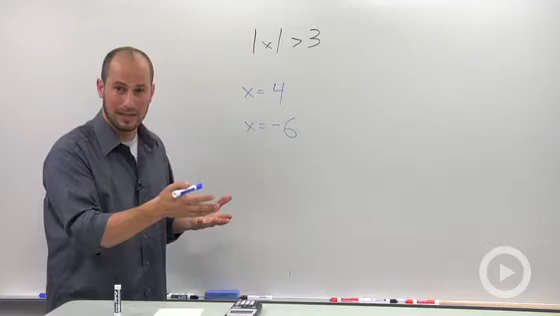 |x| > 3
x = 4
x = -6